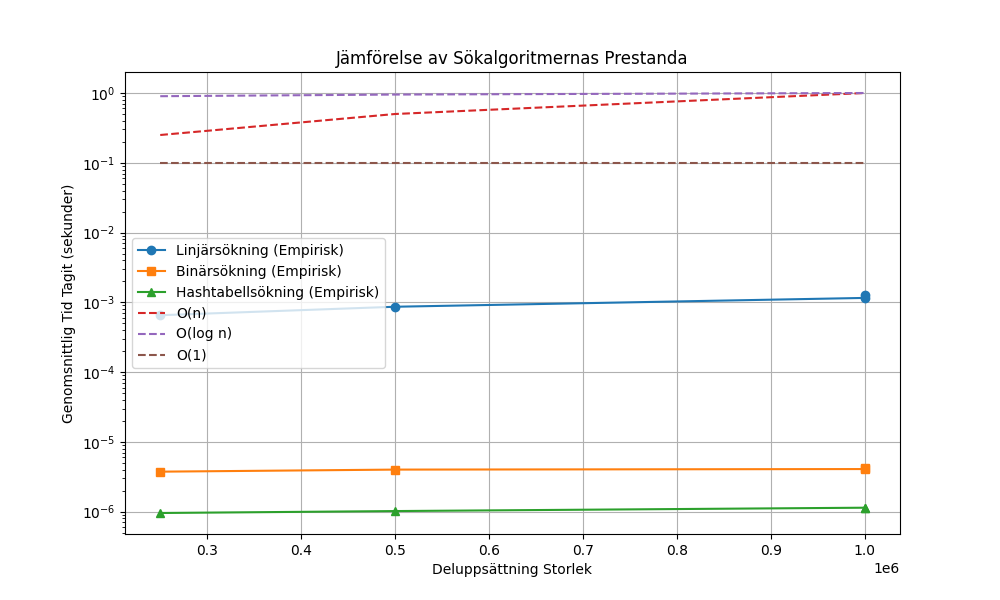 Jämförelse av Sökalgoritmernas Prestanda
Genomsnittlig Tid Tagit (sekunder)
10⁰
10⁻¹
10⁻²
10⁻³
10⁻⁴
10⁻⁵
10⁻⁶
Linjärsökning (Empirisk)
Binärsökning (Empirisk)
Hashtabellsökning (Empirisk)
O(n)
O(log n)
O(1)
0.3 0.4 0.5 0.6 0.7 0.8 0.9 1.0
1e6
Deluppsättning Storlek